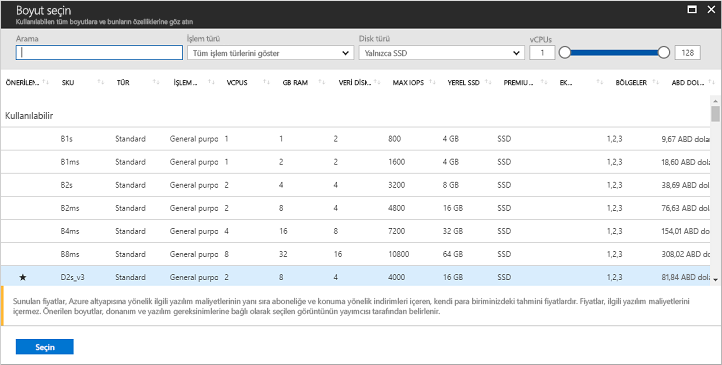 Boyut seçin
Kullanılabilen tüm boyutlara ve bunların özelliklerine göz atın
Arama
İşlem türü
Disk türü
vCPUs
Tüm işlem türlerini göster
Yalnızca SSD
1
128
ÖNERİLEN... SKU TÜR İŞLEM... VCPUS GB RAM VERİ DİSK... MAX IOPS YEREL SSD PREMIU... EK... BÖLGELER ABD DOL...
Kullanılabilir
B1s Standard General purpo 1 1 2 800 4 GB SSD 1,2,3 9,67 ABD dola
B1ms Standard General purpo 1 2 2 1600 4 GB SSD 1,2,3 18,60 ABD dola
B2s Standard General purpo 2 4 4 3200 8 GB SSD 1,2,3 38,69 ABD dola
B2ms Standard General purpo 2 8 4 4800 16 GB SSD 1,2,3 76,63 ABD dola
B4ms Standard General purpo 4 16 8 7200 32 GB SSD 1,2,3 154,01 ABD dola
B8ms Standard General purpo 8 32 16 10800 64 GB SSD 1,2,3 308,02 ABD dola
★ D2s_v3 Standard General purpo 2 8 4 4000 16 GB SSD 1,2,3 81,84 ABD dola
Sunulan fiyatlar, Azure altyapısına yönelik ilgili yazılım maliyetlerinin yanı sıra aboneliğe ve konuma yönelik indirimleri içeren, kendi para biriminizdeki tahmini fiyatlardır. Fiyatlar, ilgili yazılım maliyetlerini
içermez. Önerilen boyutlar, donanım ve yazılım gereksinimlerine bağlı olarak seçilen görüntünün yayımcısı tarafından belirlenir.
Seçin